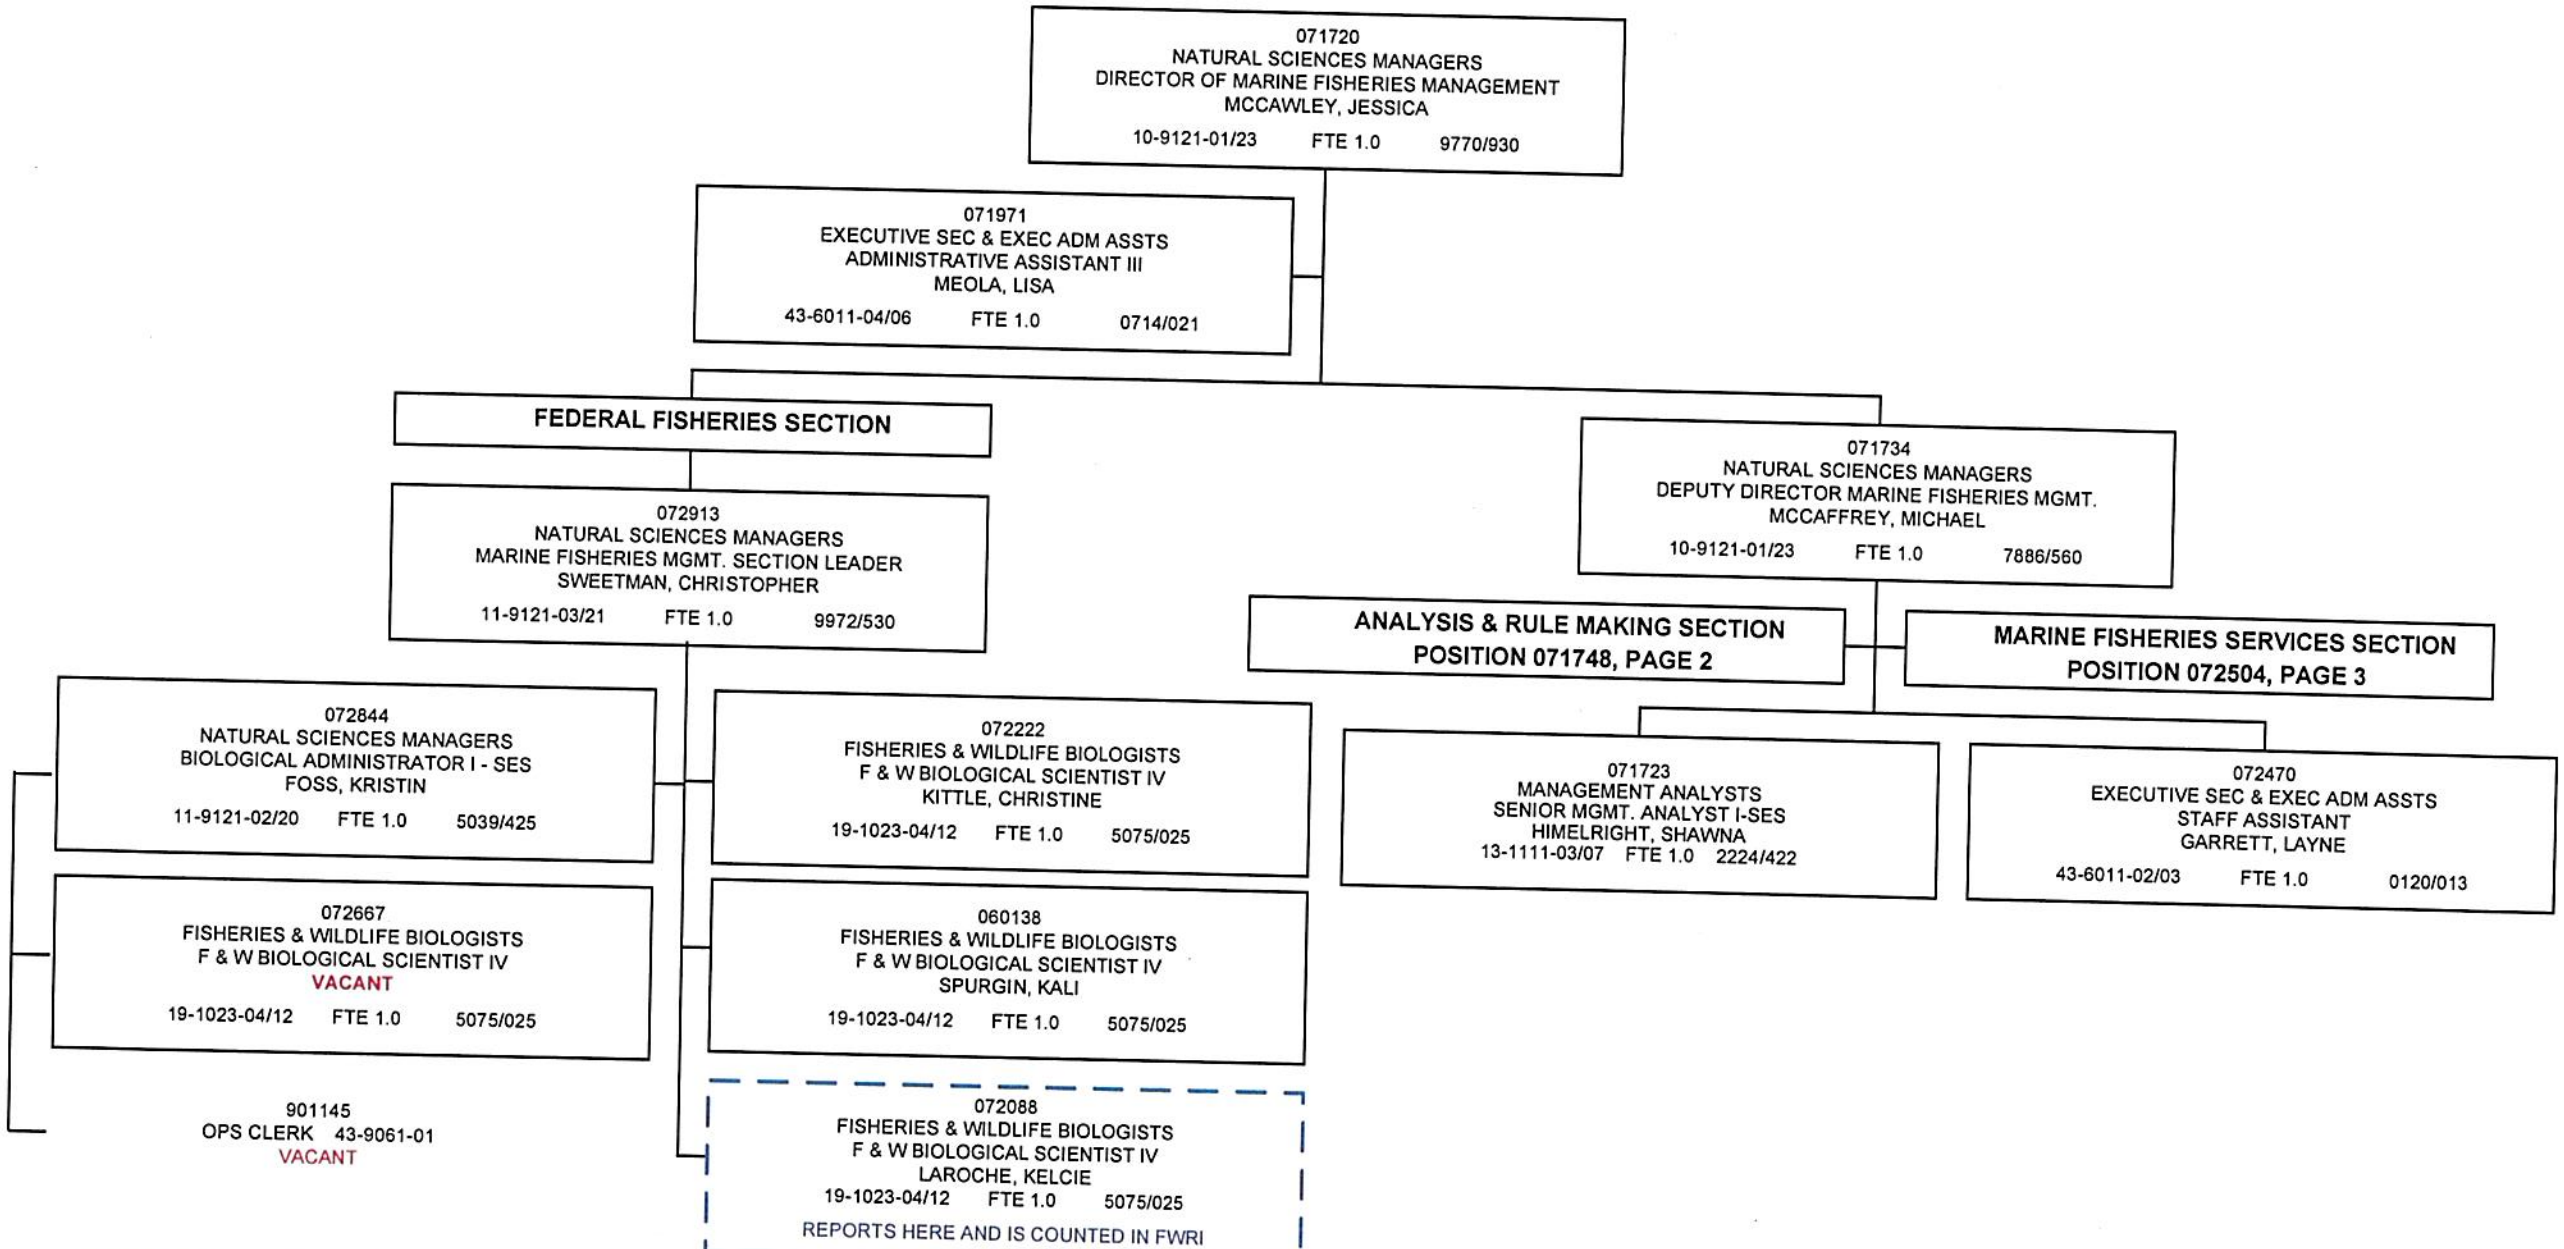 071720
NATURAL SCIENCES MANAGERS
DIRECTOR OF MARINE FISHERIES MANAGEMENT
MCCAWLEY, JESSICA
10-9121-01/23 FTE 1.0 9770/930
071971
EXECUTIVE SEC & EXEC ADM ASSTS
ADMINISTRATIVE ASSISTANT III
MEOLA, LISA
43-6011-04/06 FTE 1.0 0714/021
FEDERAL FISHERIES SECTION
072913
NATURAL SCIENCES MANAGERS
MARINE FISHERIES MGMT. SECTION LEADER
SWEETMAN, CHRISTOPHER
11-9121-03/21 FTE 1.0 9972/530
071734
NATURAL SCIENCES MANAGERS
DEPUTY DIRECTOR MARINE FISHERIES MGMT.
MCCAFFREY, MICHAEL
10-9121-01/23 FTE 1.0 7886/560
ANALYSIS & RULE MAKING SECTION
POSITION 071748, PAGE 2
MARINE FISHERIES SERVICES SECTION
POSITION 072504, PAGE 3
072844
NATURAL SCIENCES MANAGERS
BIOLOGICAL ADMINISTRATOR I - SES
FOSS, KRISTIN
11-9121-02/20 FTE 1.0 5039/425
072222
FISHERIES & WILDLIFE BIOLOGISTS
F & W BIOLOGICAL SCIENTIST IV
KITTLE, CHRISTINE
19-1023-04/12 FTE 1.0 5075/025
071723
MANAGEMENT ANALYSTS
SENIOR MGMT. ANALYST I-SES
HIMELRIGHT, SHAWNA
13-1111-03/07 FTE 1.0 2224/422
072470
EXECUTIVE SEC & EXEC ADM ASSTS
STAFF ASSISTANT
GARRETT, LAYNE
43-6011-02/03 FTE 1.0 0120/013
072667
FISHERIES & WILDLIFE BIOLOGISTS
F & W BIOLOGICAL SCIENTIST IV
VACANT
19-1023-04/12 FTE 1.0 5075/025
060138
FISHERIES & WILDLIFE BIOLOGISTS
F & W BIOLOGICAL SCIENTIST IV
SPURGIN, KALI
19-1023-04/12 FTE 1.0 5075/025
901145
OPS CLERK 43-9061-01
VACANT
072088
FISHERIES & WILDLIFE BIOLOGISTS
F & W BIOLOGICAL SCIENTIST IV
LAROCHE, KELCIE
19-1023-04/12 FTE 1.0 5075/025
REPORTS HERE AND IS COUNTED IN FWRI